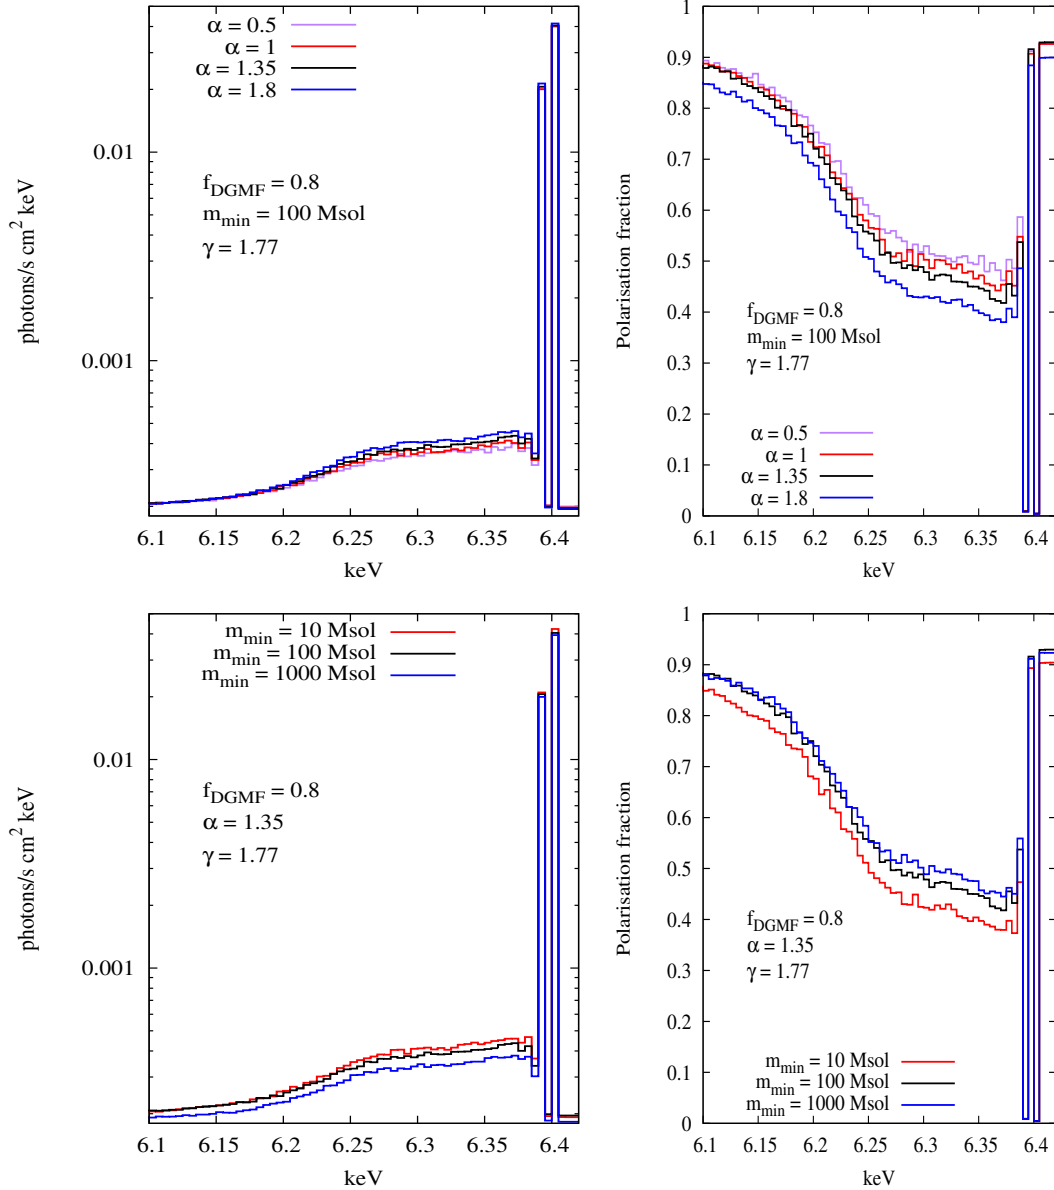 α = 0.5
α = 1
α = 1.35
α = 1.8
f_DGMF = 0.8
m_min = 100 Msol
γ = 1.77
0.01
0.001
photons/s cm² keV
6.1 6.15 6.2 6.25 6.3 6.35 6.4
keV
1
0.9
0.8
0.7
0.6
0.5
0.4
0.3
0.2
0.1
0
Polarisation fraction
f_DGMF = 0.8
m_min = 100 Msol
γ = 1.77
α = 0.5
α = 1
α = 1.35
α = 1.8
6.1 6.15 6.2 6.25 6.3 6.35 6.4
keV
m_min = 10 Msol
m_min = 100 Msol
m_min = 1000 Msol
f_DGMF = 0.8
α = 1.35
γ = 1.77
0.01
0.001
photons/s cm² keV
6.1 6.15 6.2 6.25 6.3 6.35 6.4
keV
1
0.9
0.8
0.7
0.6
0.5
0.4
0.3
0.2
0.1
0
Polarisation fraction
f_DGMF = 0.8
α = 1.35
γ = 1.77
m_min = 10 Msol
m_min = 100 Msol
m_min = 1000 Msol
6.1 6.15 6.2 6.25 6.3 6.35 6.4
keV